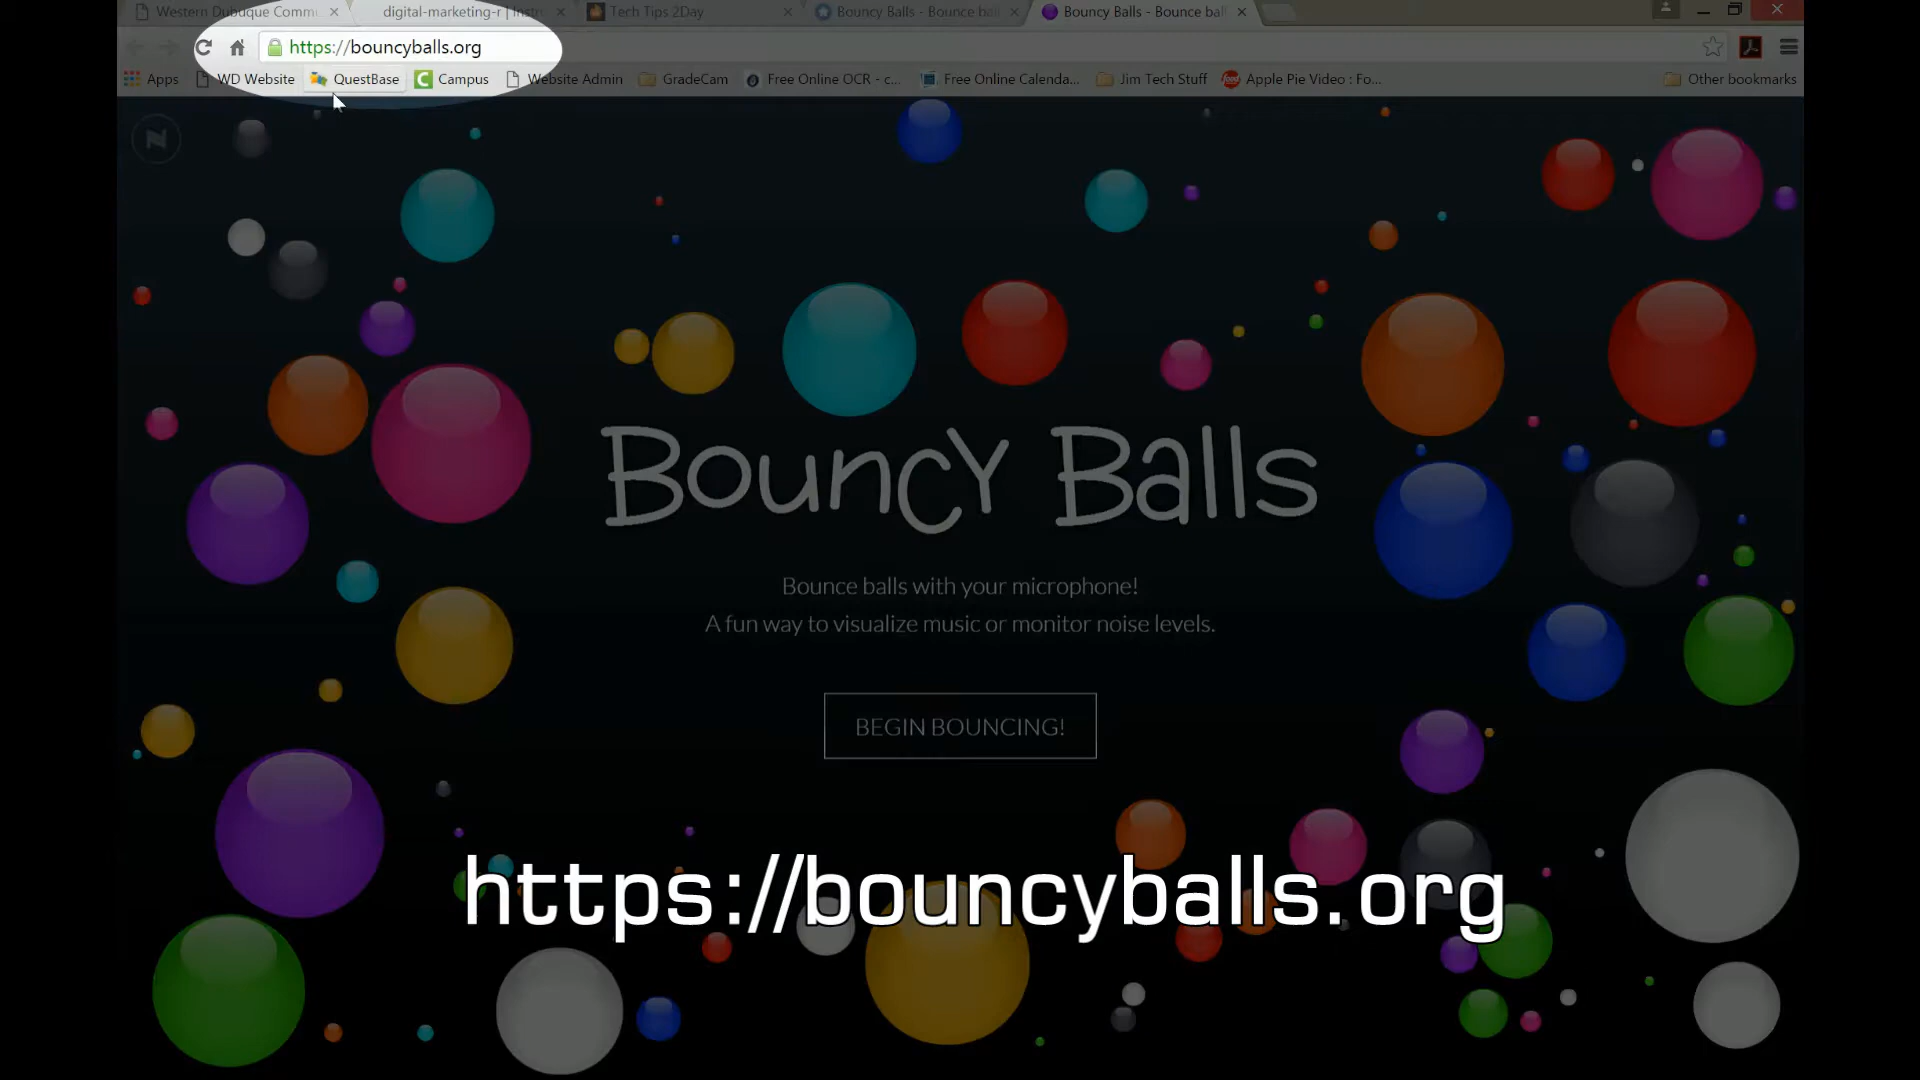 Western Dubuque Commu
digital-marketing-r | Instru
Tech Tips 2Day
Bouncy Balls - Bounce ball
Bouncy Balls - Bounce ball
https://bouncyballs.org
Apps
WD Website
QuestBase
Campus
Website Admin
GradeCam
Free Online OCR - c...
Free Online Calenda...
Jim Tech Stuff
Apple Pie Video : Fo...
Other bookmarks
N
Bouncy Balls
Bounce balls with your microphone!
A fun way to visualize music or monitor noise levels.
BEGIN BOUNCING!
https://bouncyballs.org